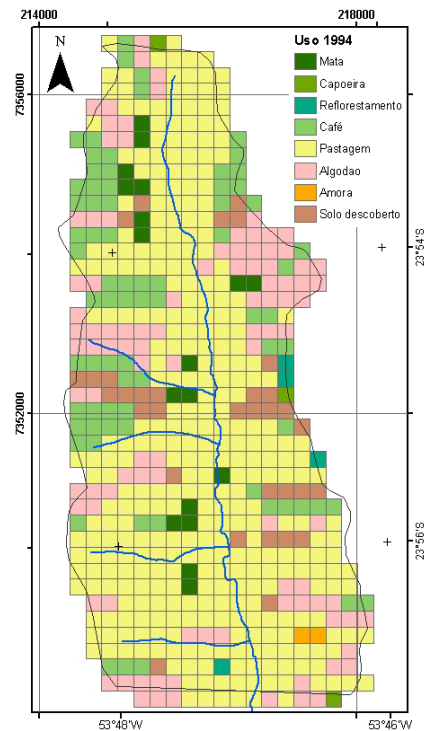 214000 218000
N
Uso 1994
Mata
Capoeira
Reflorestamento
Café
Pastagem
Algodao
Amora
Solo descoberto
7356000
23°54'S
7352000
23°56'S
53°48'W 53°46'W